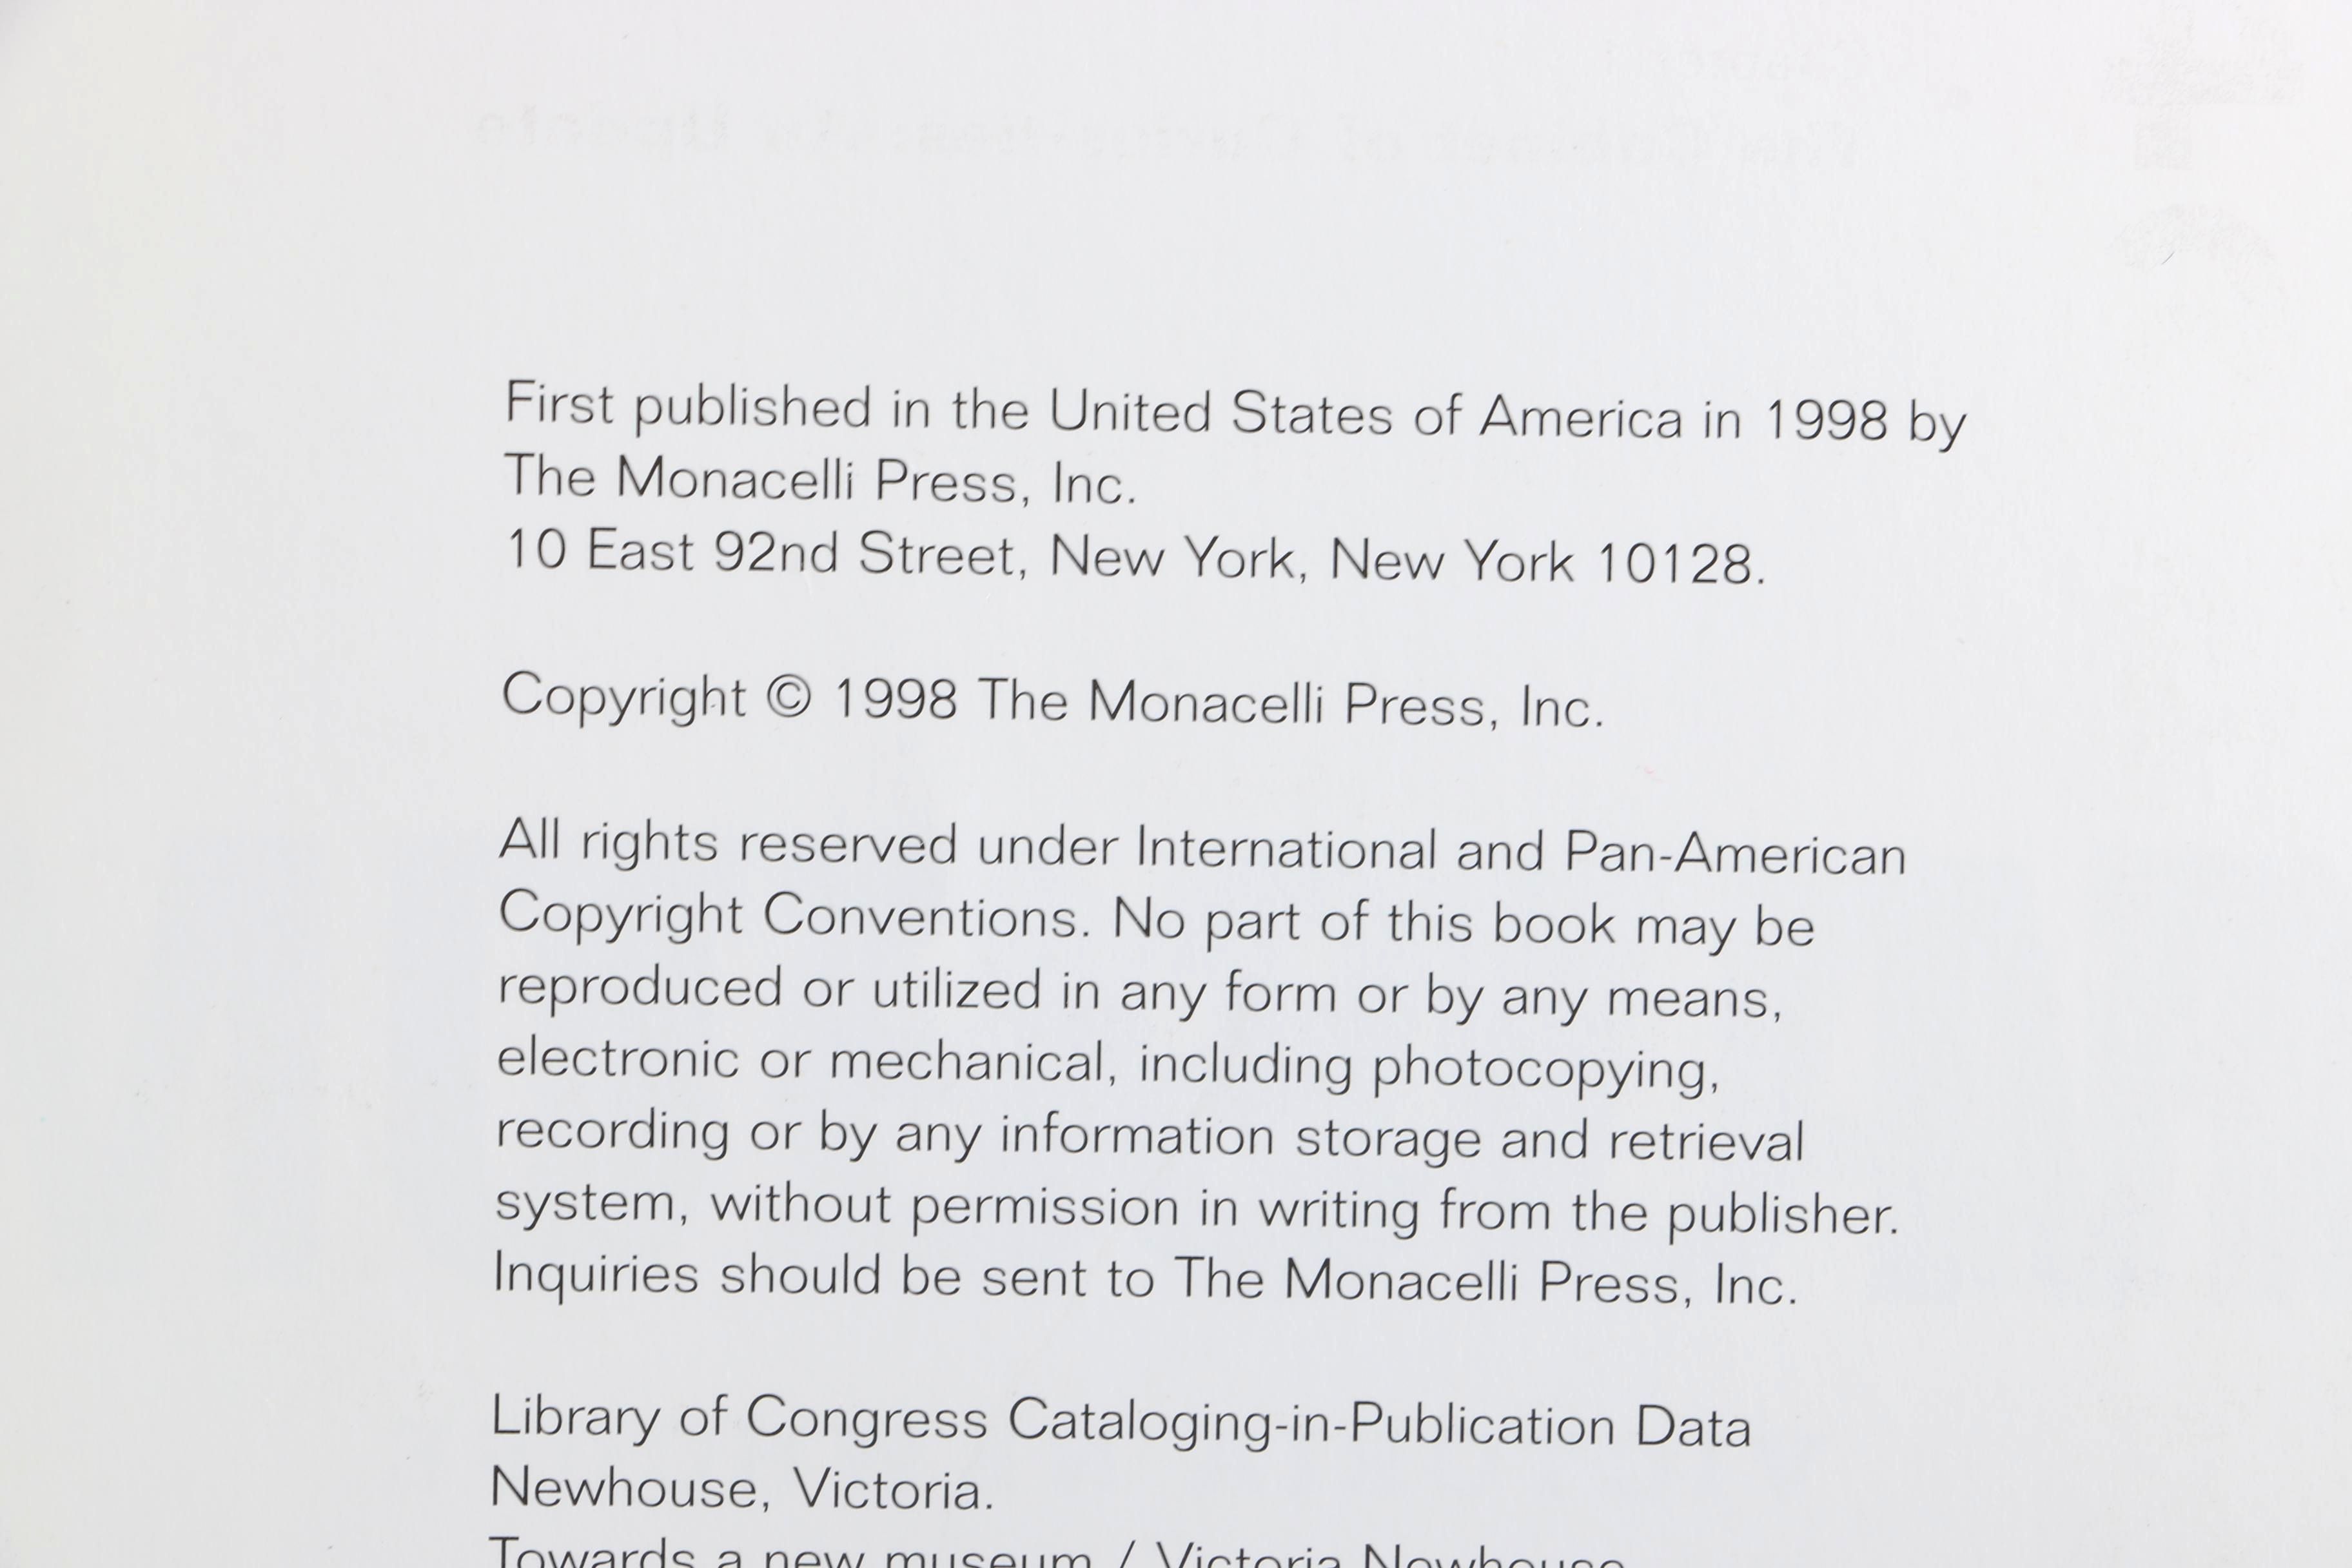 First published in the United States of America in 1998 by
The Monacelli Press, Inc.
10 East 92nd Street, New York, New York 10128.
Copyright © 1998 The Monacelli Press, Inc.
All rights reserved under International and Pan-American
Copyright Conventions. No part of this book may be
reproduced or utilized in any form or by any means,
electronic or mechanical, including photocopying,
recording or by any information storage and retrieval
system, without permission in writing from the publisher.
Inquiries should be sent to The Monacelli Press, Inc.
Library of Congress Cataloging-in-Publication Data
Newhouse, Victoria.
Towards a new museum / Victoria Newhouse